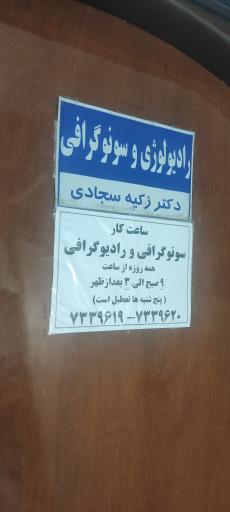 رادیولوژی و سونوگرافی
دکتر زکیه سجادی
ساعت کار
سونوگرافی و رادیوگرافی
همه روزه از ساعت
۹ صبح الی ۳ بعدازظهر
( پنج شنبه ها تعطیل است )
۷۳۳۹۶۱۹-۷۳۳۹۶۲۰